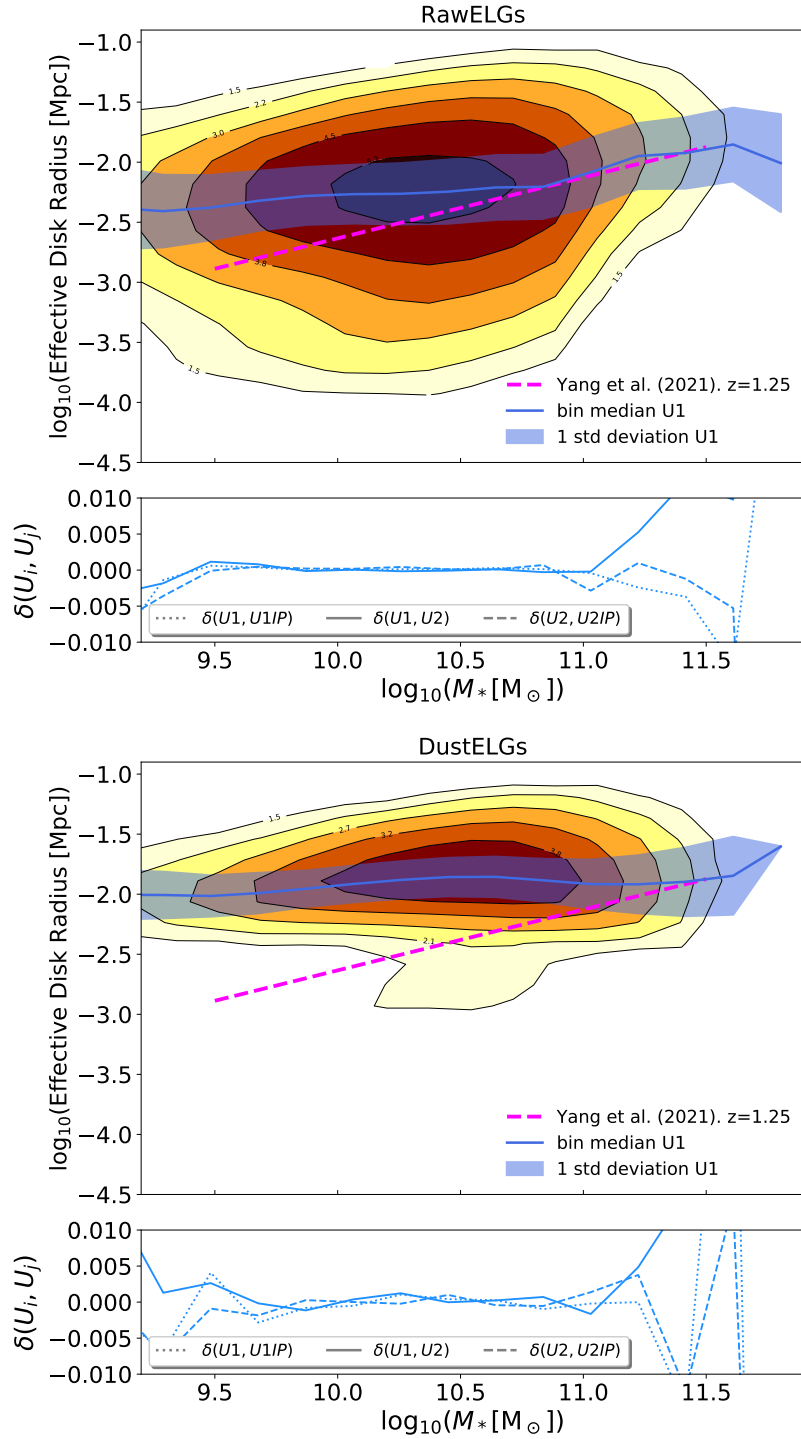 RawELGs
−1.0
−1.5
−2.0
−2.5
−3.0
−3.5
−4.0
−4.5
log₁₀(Effective Disk Radius [Mpc])
1.5
2.2
3.0
4.5
3.8
1.5
1.5
Yang et al. (2021). z=1.25
bin median U1
1 std deviation U1
0.010
0.005
0.000
−0.005
−0.010
δ(Uᵢ, Uⱼ)
δ(U1, U1IP) δ(U1, U2) δ(U2, U2IP)
9.5 10.0 10.5 11.0 11.5
log₁₀(M*[M⊙])
DustELGs
−1.0
−1.5
−2.0
−2.5
−3.0
−3.5
−4.0
−4.5
log₁₀(Effective Disk Radius [Mpc])
1.5
2.7
3.2
3.8
2.1
Yang et al. (2021). z=1.25
bin median U1
1 std deviation U1
0.010
0.005
0.000
−0.005
−0.010
δ(Uᵢ, Uⱼ)
δ(U1, U1IP) δ(U1, U2) δ(U2, U2IP)
9.5 10.0 10.5 11.0 11.5
log₁₀(M*[M⊙])